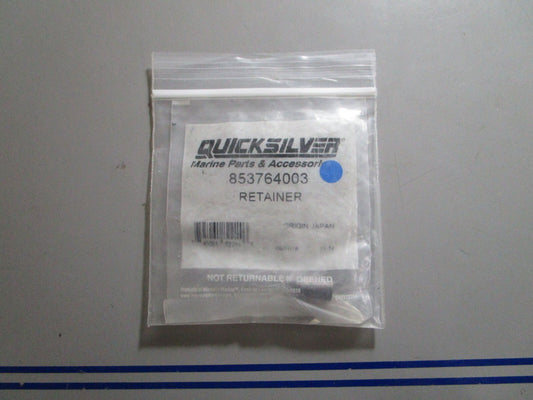 QUICKSILVER
Marine Parts & Accessories
853764003
RETAINER
ORIGIN JAPAN
NOT RETURNABLE IF OPENED